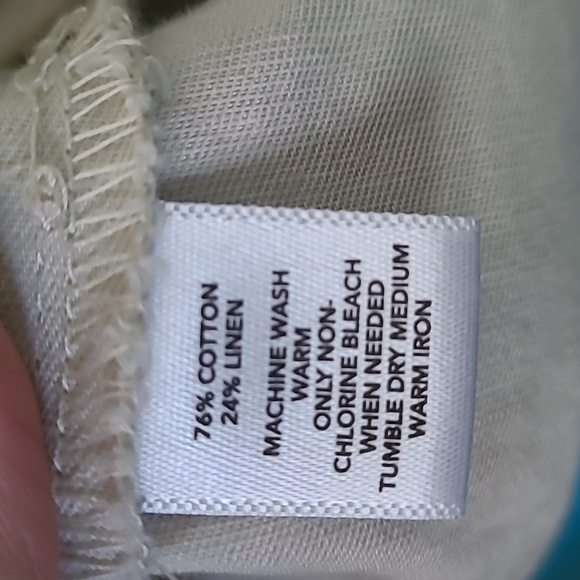 76% COTTON
24% LINEN
MACHINE WASH
WARM
ONLY NON-
CHLORINE BLEACH
WHEN NEEDED
TUMBLE DRY MEDIUM
WARM IRON